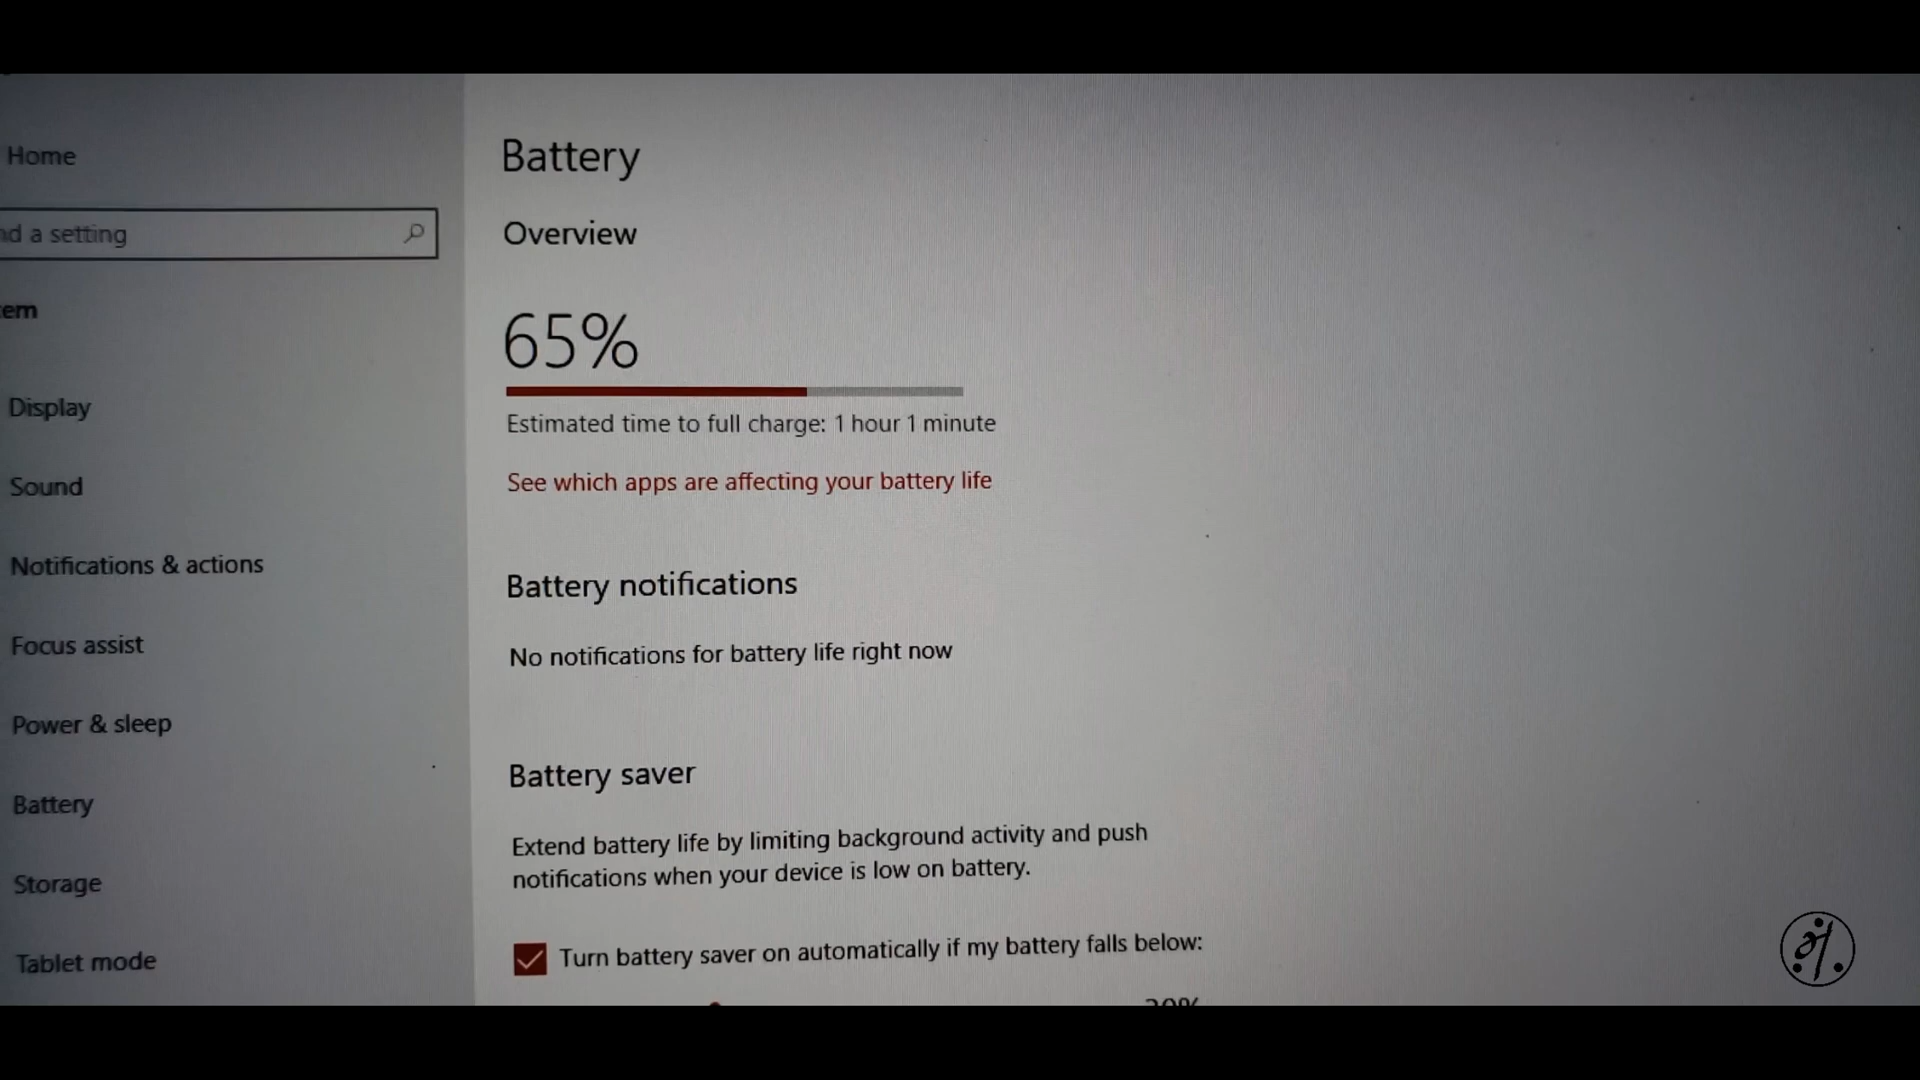 Home
nd a setting
em
Display
Sound
Notifications & actions
Focus assist
Power & sleep
Battery
Storage
Tablet mode
Battery
Overview
65%
Estimated time to full charge: 1 hour 1 minute
See which apps are affecting your battery life
Battery notifications
No notifications for battery life right now
Battery saver
Extend battery life by limiting background activity and push
notifications when your device is low on battery.
Turn battery saver on automatically if my battery falls below: